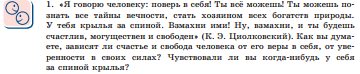 1. «Я говорю человеку: поверь в себя! Ты всё можешь! Ты можешь по-
знать все тайны вечности, стать хозяином всех богатств природы.
У тебя крылья за спиной. Взмахни ими! Ну, взмахни, и ты будешь
счастлив, могуществен и свободен» (К. Э. Циолковский). Как вы дума-
ете, зависят ли счастье и свобода человека от его веры в себя, от уве-
ренности в своих силах? Чувствовали ли вы когда-нибудь у себя
за спиной крылья?